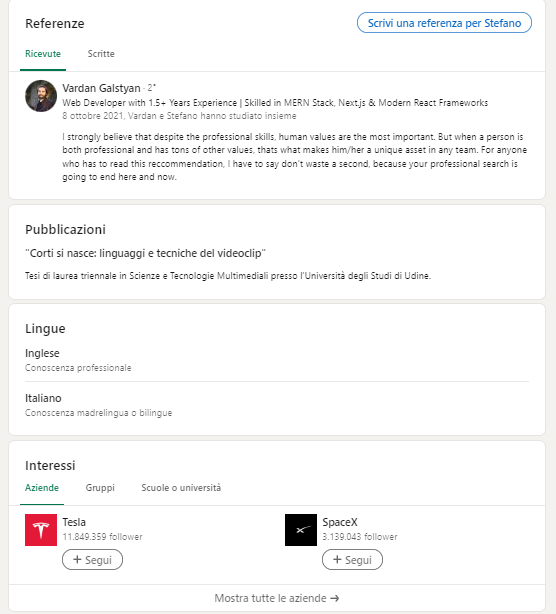 Referenze
Scrivi una referenza per Stefano
Ricevute
Scritte
Vardan Galstyan · 2°
Web Developer with 1.5+ Years Experience | Skilled in MERN Stack, Next.js & Modern React Frameworks
8 ottobre 2021, Vardan e Stefano hanno studiato insieme
I strongly believe that despite the professional skills, human values are the most important. But when a person is
both professional and has tons of other values, thats what makes him/her a unique asset in any team. For anyone
who has to read this reccommendation, I have to say don't waste a second, because your professional search is
going to end here and now.
Pubblicazioni
"Corti si nasce: linguaggi e tecniche del videoclip"
Tesi di laurea triennale in Scienze e Tecnologie Multimediali presso l'Università degli Studi di Udine.
Lingue
Inglese
Conoscenza professionale
Italiano
Conoscenza madrelingua o bilingue
Interessi
Aziende
Gruppi
Scuole o università
Tesla
11.849.359 follower
+ Segui
SpaceX
3.139.043 follower
+ Segui
Mostra tutte le aziende →